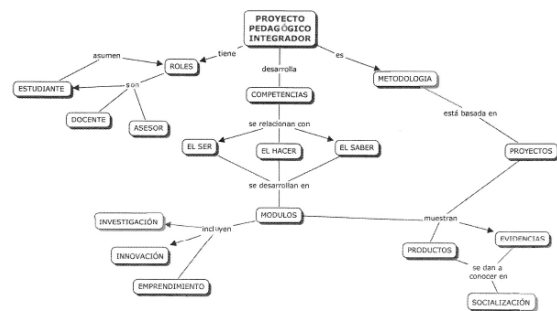 PROYECTO
PEDAGÓGICO
INTEGRADOR
asumen
ROLES
tiene
es
desarrolla
METODOLOGIA
ESTUDIANTE
son
COMPETENCIAS
DOCENTE
ASESOR
está basada en
se relacionan con
EL SER
EL HACER
EL SABER
PROYECTOS
se desarrollan en
INVESTIGACIÓN
incluyen
MODULOS
muestran
INNOVACIÓN
PRODUCTOS
EVIDENCIAS
EMPRENDIMIENTO
se dan a
conocer en
SOCIALIZACIÓN